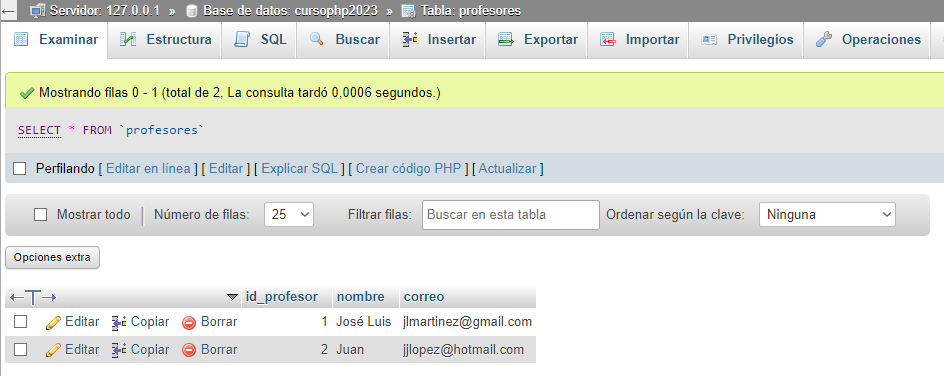 Servidor: 127.0.0.1 » Base de datos: cursophp2023 » Tabla: profesores
Examinar Estructura SQL Buscar Insertar Exportar Importar Privilegios Operaciones
Mostrando filas 0 - 1 (total de 2, La consulta tardó 0,0006 segundos.)
SELECT * FROM `profesores`
Perfilando [ Editar en línea ] [ Editar ] [ Explicar SQL ] [ Crear código PHP ] [ Actualizar ]
Mostrar todo Número de filas: 25 Filtrar filas: Buscar en esta tabla Ordenar según la clave: Ninguna
Opciones extra
←T→ id_profesor nombre correo
Editar Copiar Borrar 1 José Luis jlmartinez@gmail.com
Editar Copiar Borrar 2 Juan jjlopez@hotmail.com